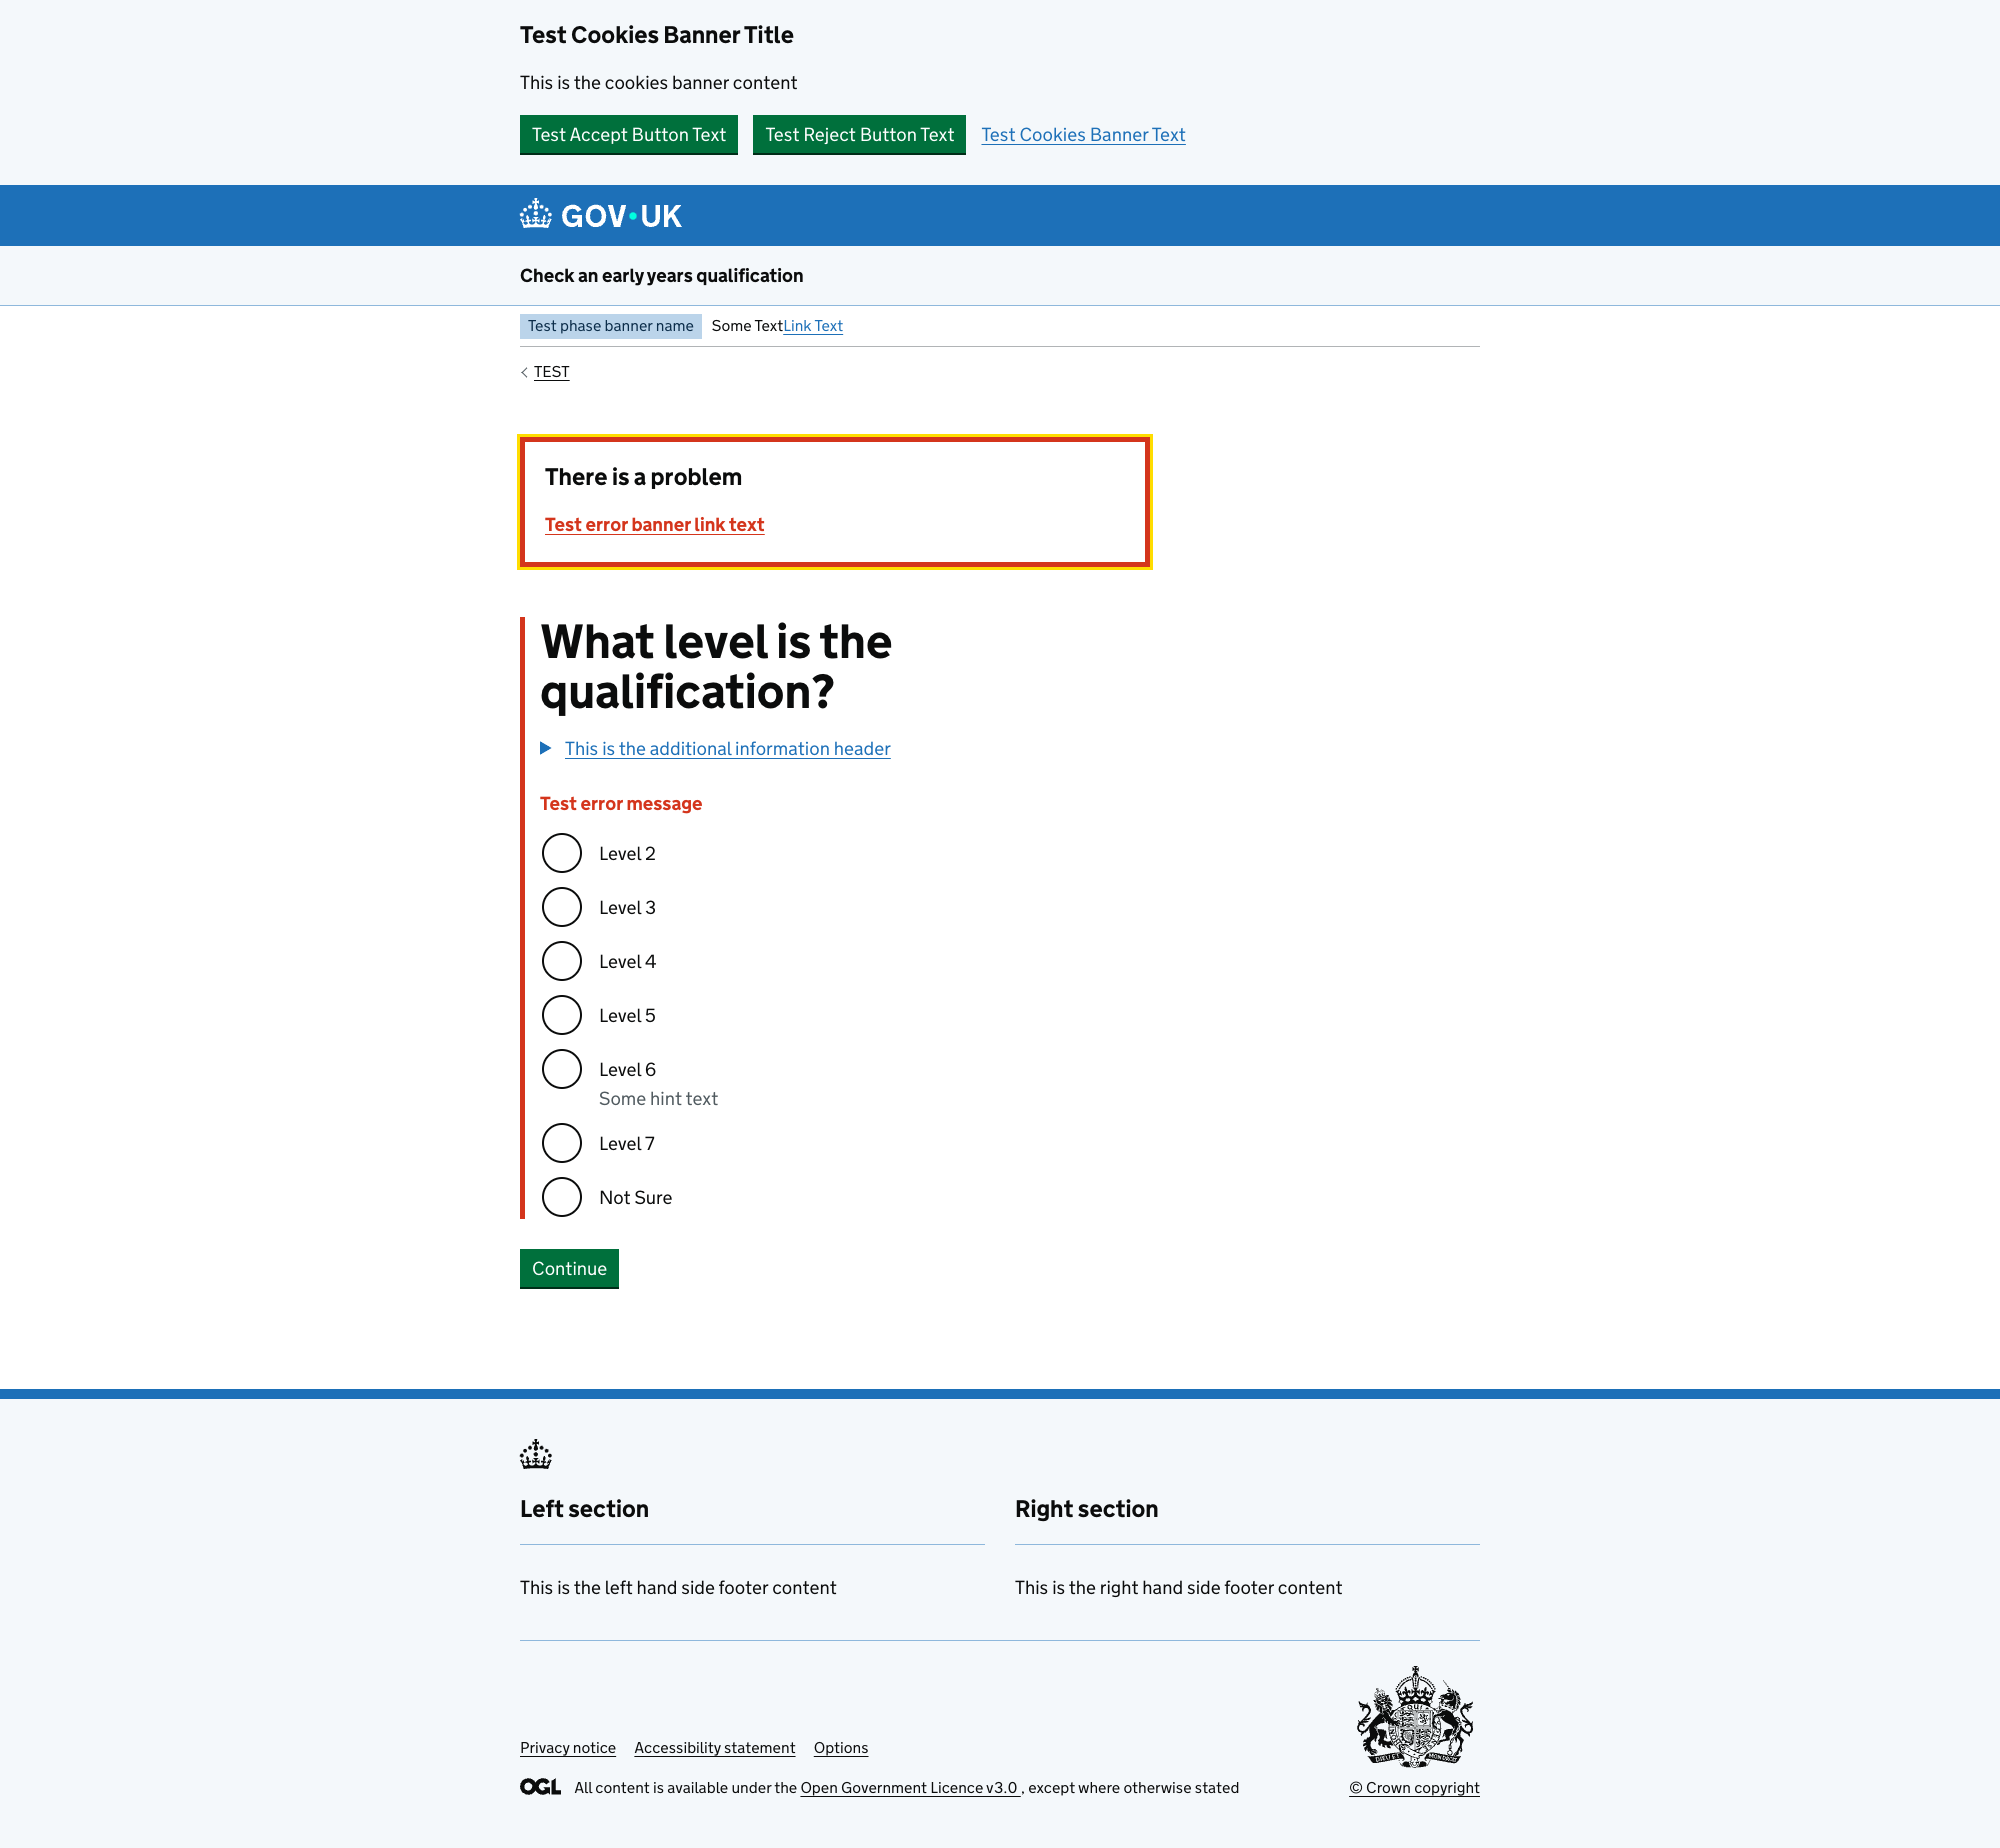 Test Cookies Banner Title
This is the cookies banner content
Test Accept Button Text Test Reject Button Text Test Cookies Banner Text
GOV·UK
Check an early years qualification
Test phase banner name Some TextLink Text
TEST
There is a problem
Test error banner link text
What level is the
qualification?
This is the additional information header
Test error message
Level 2
Level 3
Level 4
Level 5
Level 6
Some hint text
Level 7
Not Sure
Continue
Left section Right section
This is the left hand side footer content This is the right hand side footer content
Privacy notice Accessibility statement Options
OGL All content is available under the Open Government Licence v3.0 , except where otherwise stated © Crown copyright